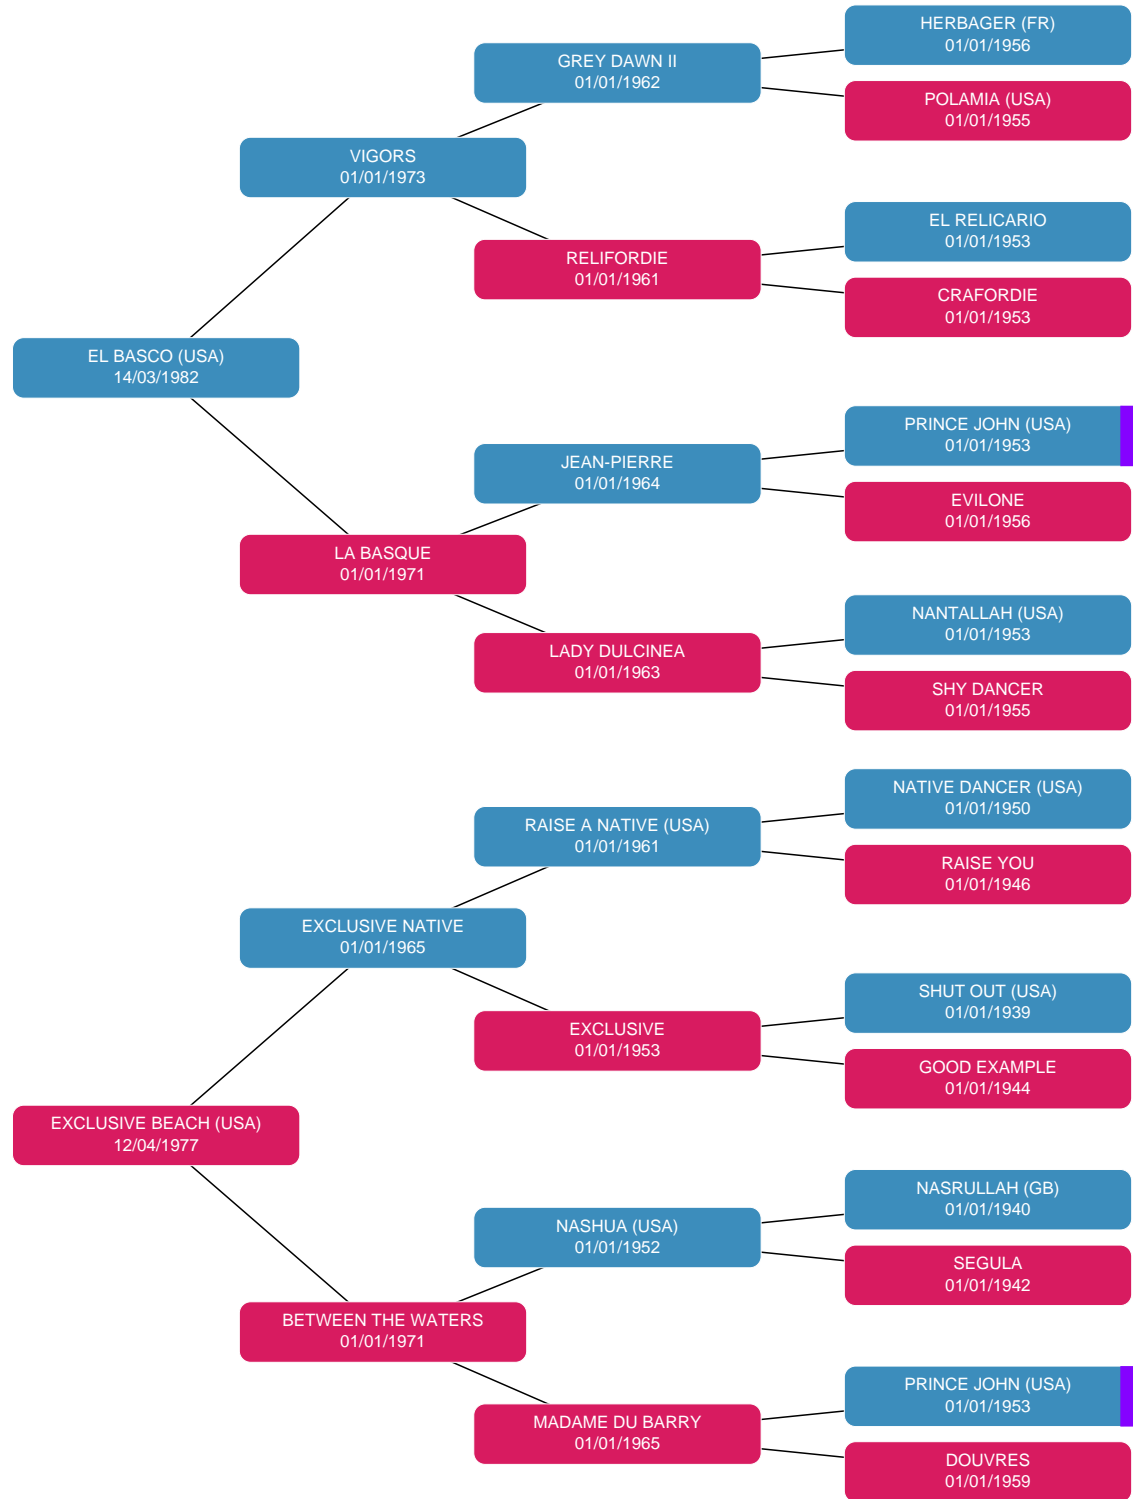 HERBAGER (FR)
01/01/1956
GREY DAWN II
01/01/1962
POLAMIA (USA)
01/01/1955
VIGORS
01/01/1973
EL RELICARIO
01/01/1953
RELIFORDIE
01/01/1961
CRAFORDIE
01/01/1953
EL BASCO (USA)
14/03/1982
PRINCE JOHN (USA)
01/01/1953
JEAN-PIERRE
01/01/1964
EVILONE
01/01/1956
LA BASQUE
01/01/1971
NANTALLAH (USA)
01/01/1953
LADY DULCINEA
01/01/1963
SHY DANCER
01/01/1955
NATIVE DANCER (USA)
01/01/1950
RAISE A NATIVE (USA)
01/01/1961
RAISE YOU
01/01/1946
EXCLUSIVE NATIVE
01/01/1965
SHUT OUT (USA)
01/01/1939
EXCLUSIVE
01/01/1953
GOOD EXAMPLE
01/01/1944
EXCLUSIVE BEACH (USA)
12/04/1977
NASRULLAH (GB)
01/01/1940
NASHUA (USA)
01/01/1952
SEGULA
01/01/1942
BETWEEN THE WATERS
01/01/1971
PRINCE JOHN (USA)
01/01/1953
MADAME DU BARRY
01/01/1965
DOUVRES
01/01/1959